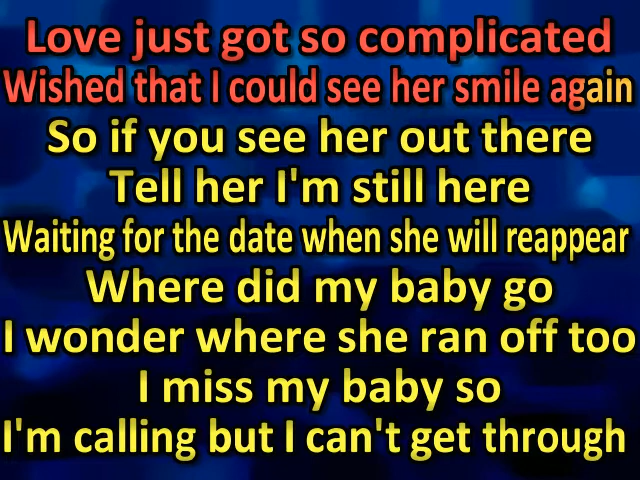 Love just got so complicated
Wished that I could see her smile again
So if you see her out there
Tell her I'm still here
Waiting for the date when she will reappear
Where did my baby go
I wonder where she ran off too
I miss my baby so
I'm calling but I can't get through